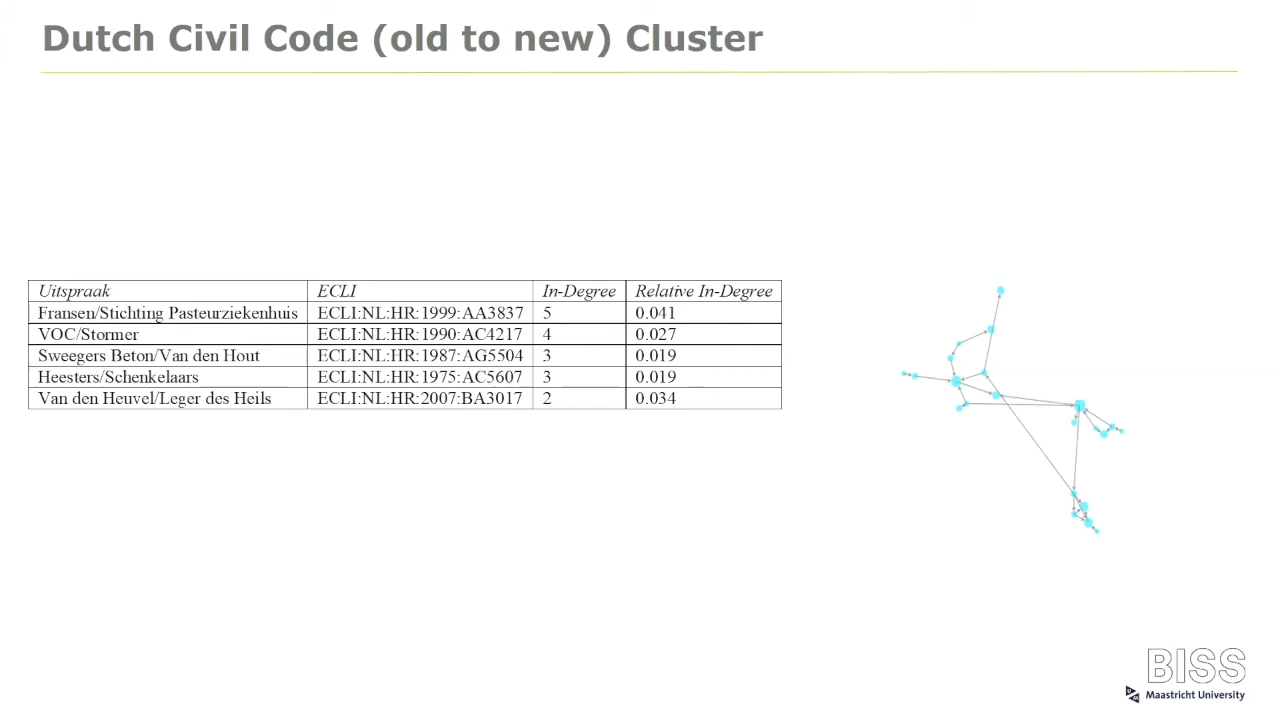 Dutch Civil Code (old to new) Cluster
Uitspraak ECLI In-Degree Relative In-Degree
Fransen/Stichting Pasteurziekenhuis ECLI:NL:HR:1999:AA3837 5 0.041
VOC/Stormer ECLI:NL:HR:1990:AC4217 4 0.027
Sweegers Beton/Van den Hout ECLI:NL:HR:1987:AG5504 3 0.019
Heesters/Schenkelaars ECLI:NL:HR:1975:AC5607 3 0.019
Van den Heuvel/Leger des Heils ECLI:NL:HR:2007:BA3017 2 0.034
BISS
Maastricht University